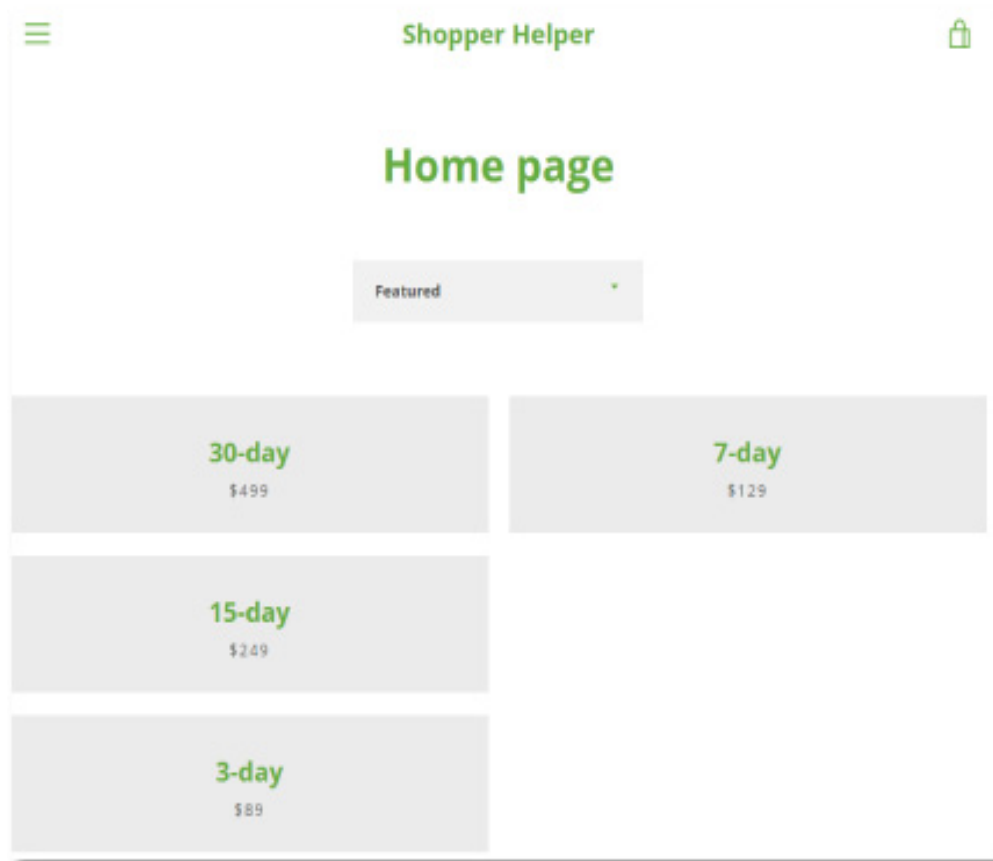 Shopper Helper
Home page
Featured
30-day
$499
7-day
$129
15-day
$249
3-day
$89